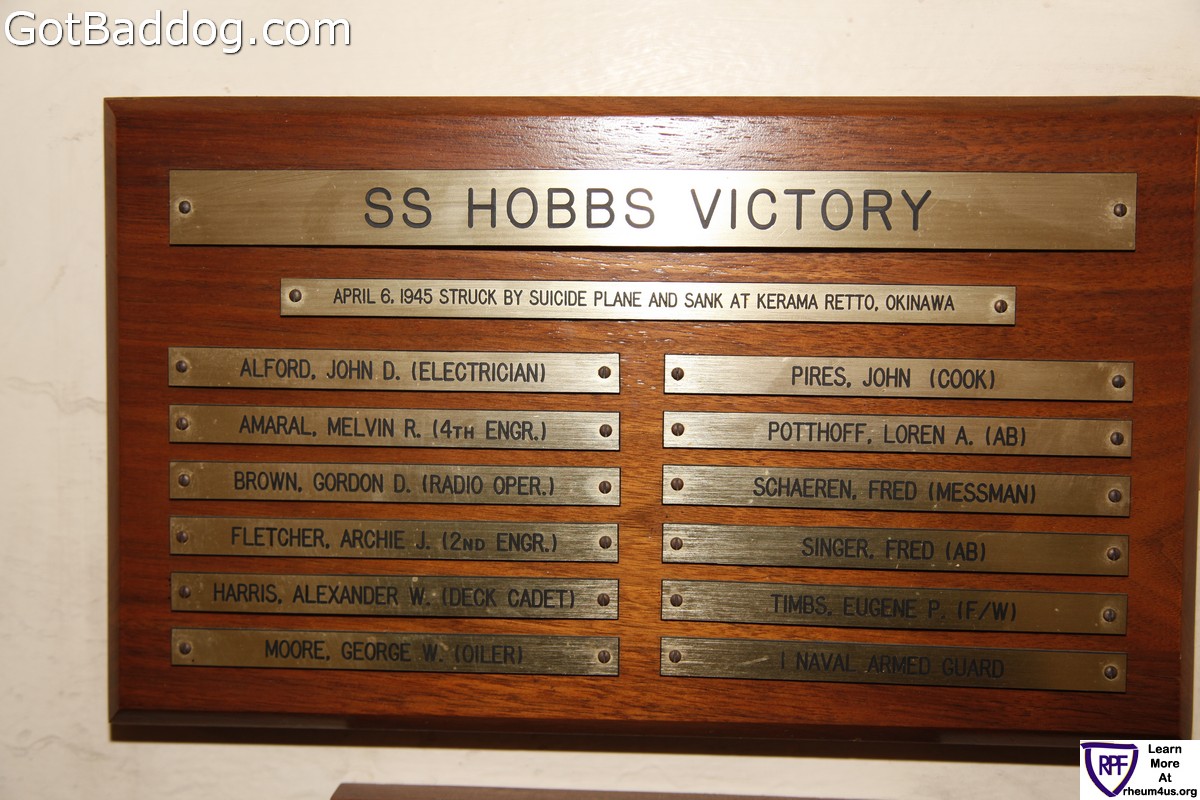 GotBaddog.com
SS HOBBS VICTORY
APRIL 6, 1945 STRUCK BY SUICIDE PLANE AND SANK AT KERAMA RETTO, OKINAWA
ALFORD, JOHN D. (ELECTRICIAN)
AMARAL, MELVIN R. (4TH ENGR.)
BROWN, GORDON D. (RADIO OPER.)
FLETCHER, ARCHIE J. (2ND ENGR.)
HARRIS, ALEXANDER W. (DECK CADET)
MOORE, GEORGE W. (OILER)
PIRES, JOHN (COOK)
POTTHOFF, LOREN A. (AB)
SCHAEREN, FRED (MESSMAN)
SINGER, FRED (AB)
TIMBS, EUGENE P. (F/W)
1 NAVAL ARMED GUARD
RPF
Learn
More
At
rheum4us.org